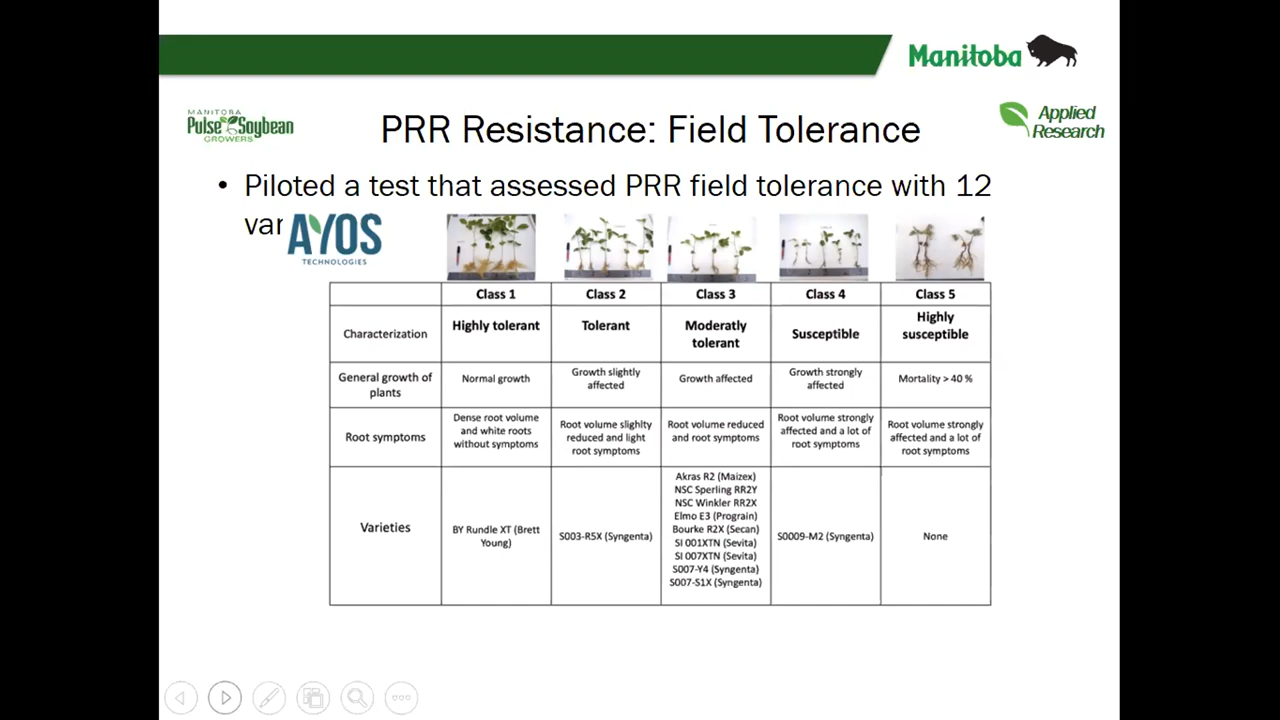 Manitoba
MANITOBA
Pulse Soybean
GROWERS
Applied
Research
PRR Resistance: Field Tolerance
• Piloted a test that assessed PRR field tolerance with 12
AYOS
TECHNOLOGIES
Class 1 Class 2 Class 3 Class 4 Class 5
Characterization
Highly tolerant
Tolerant
Moderatly
tolerant
Susceptible
Highly
susceptible
General growth of
plants
Normal growth
Growth slightly
affected
Growth affected
Growth strongly
affected
Mortality > 40 %
Root symptoms
Dense root volume
and white roots
without symptoms
Root volume slighlty
reduced and light
root symptoms
Root volume reduced
and root symptoms
Root volume strongly
affected and a lot of
root symptoms
Root volume strongly
affected and a lot of
root symptoms
Varieties
BY Rundle XT (Brett
Young)
S003-R5X (Syngenta)
Akras R2 (Maizex)
NSC Sperling RR2Y
NSC Winkler RR2X
Elmo E3 (Prograin)
Bourke R2X (Secan)
SI 001XTN (Sevita)
SI 007XTN (Sevita)
S007-Y4 (Syngenta)
S007-S1X (Syngenta)
S0009-M2 (Syngenta)
None